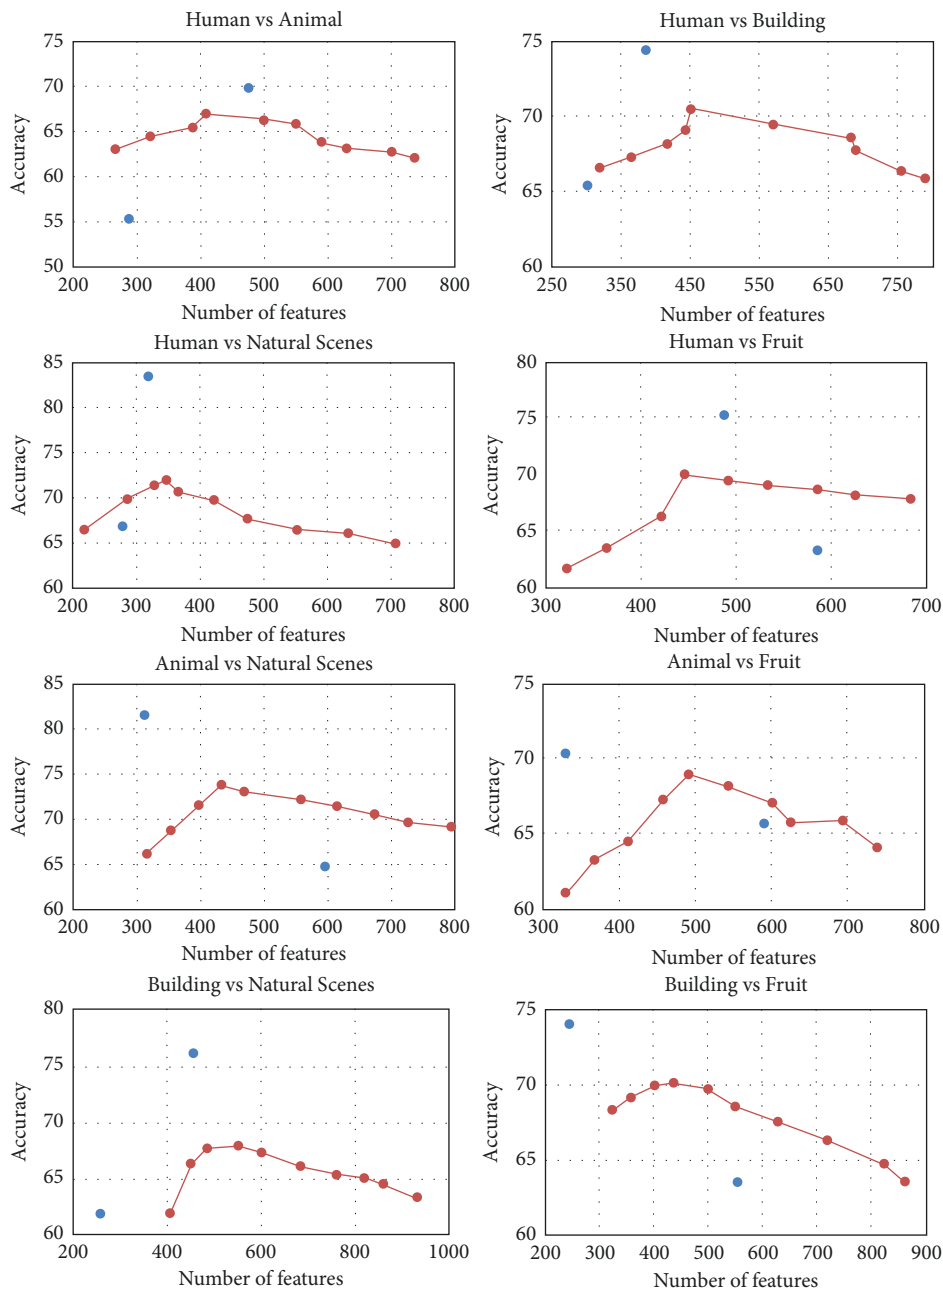 Human vs Animal
75
70
65
60
55
50
200 300 400 500 600 700 800
Accuracy
Number of features
Human vs Building
75
70
65
60
250 350 450 550 650 750
Accuracy
Number of features
Human vs Natural Scenes
85
80
75
70
65
60
200 300 400 500 600 700 800
Accuracy
Number of features
Human vs Fruit
80
75
70
65
60
300 400 500 600 700
Accuracy
Number of features
Animal vs Natural Scenes
85
80
75
70
65
60
200 300 400 500 600 700 800
Accuracy
Number of features
Animal vs Fruit
75
70
65
60
300 400 500 600 700 800
Accuracy
Number of features
Building vs Natural Scenes
80
75
70
65
60
200 400 600 800 1000
Accuracy
Number of features
Building vs Fruit
75
70
65
60
200 300 400 500 600 700 800 900
Accuracy
Number of features